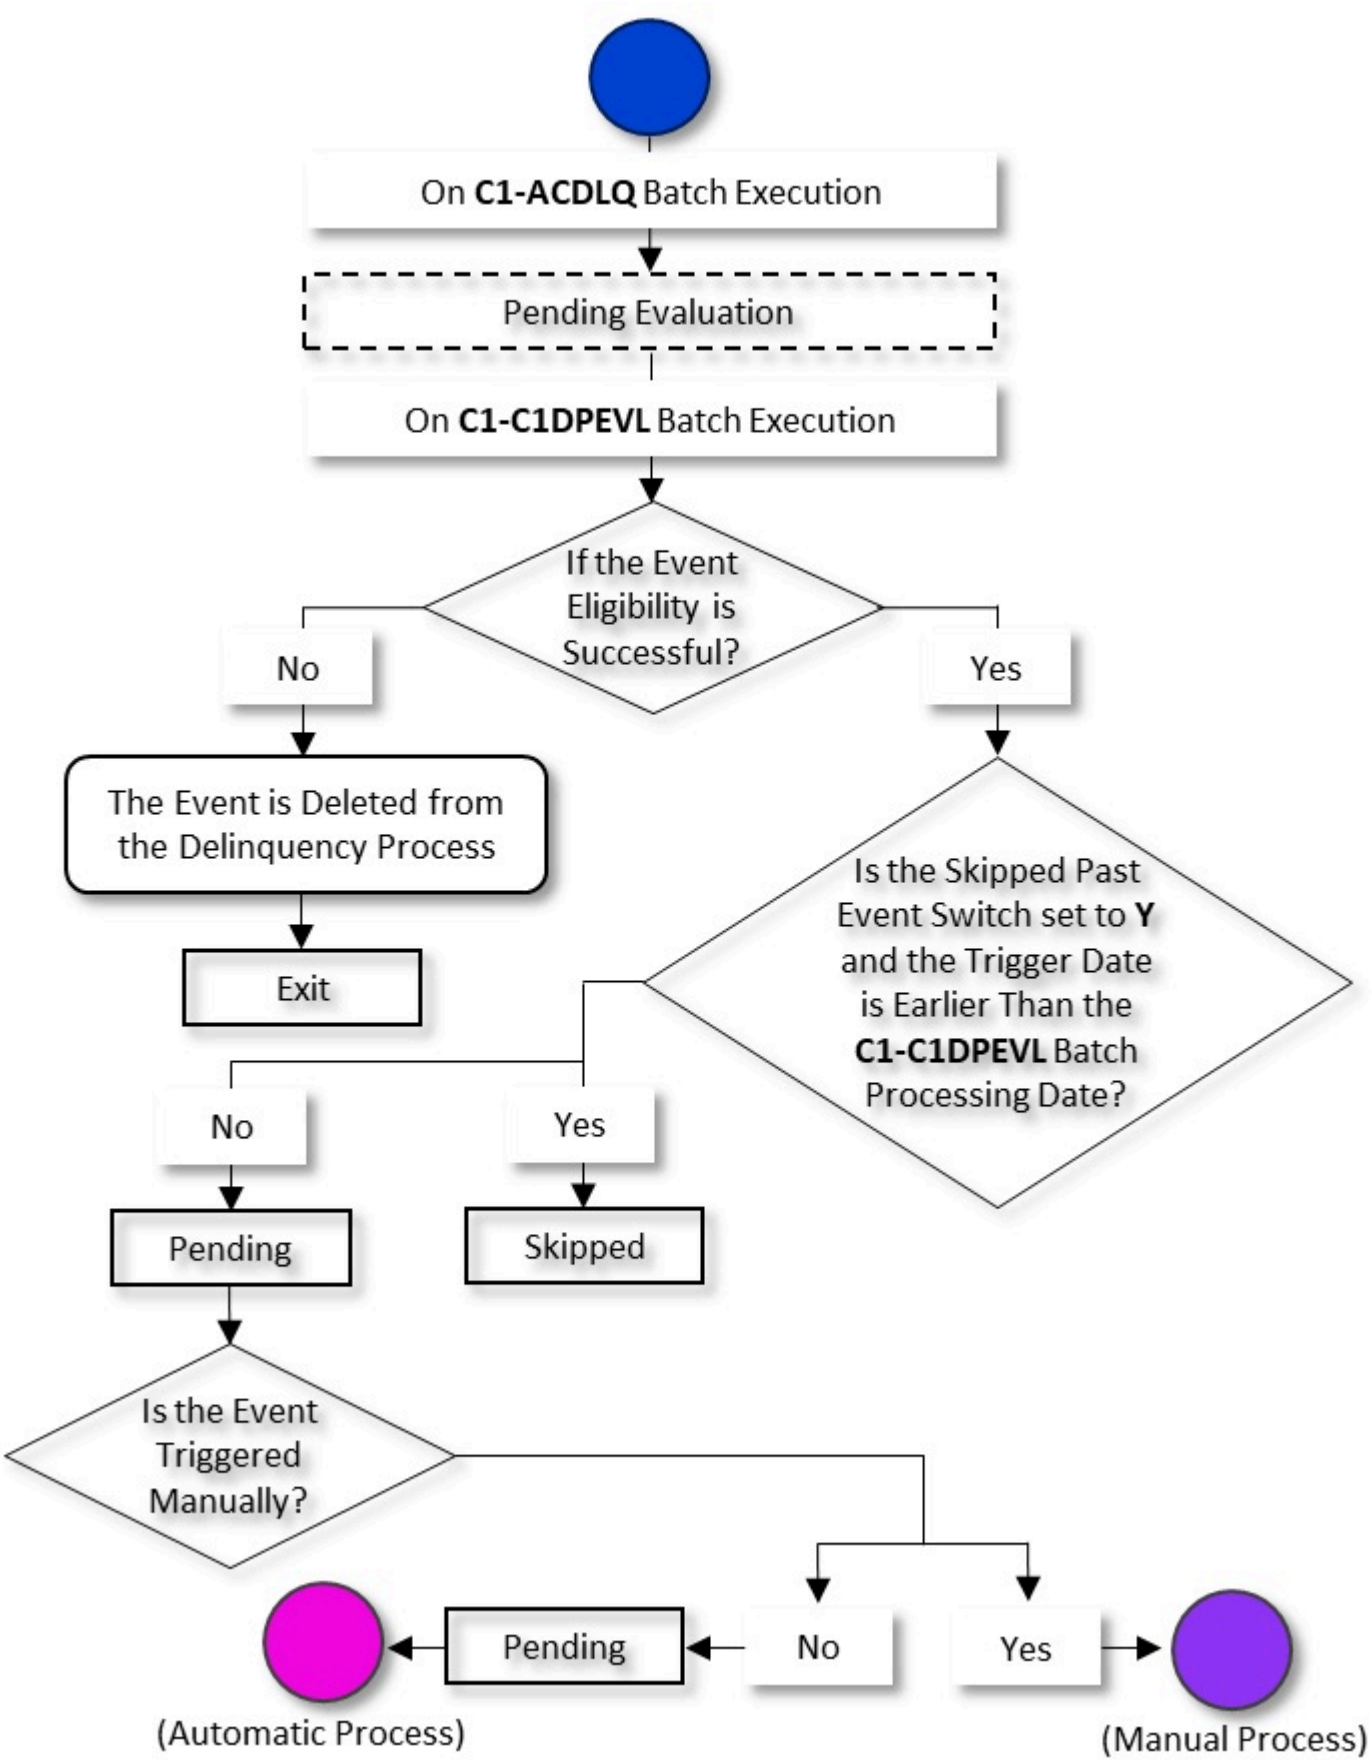 On C1-ACDLQ Batch Execution
Pending Evaluation
On C1-C1DPEVL Batch Execution
If the Event
Eligibility is
Successful?
No
Yes
The Event is Deleted from
the Delinquency Process
Exit
Is the Skipped Past
Event Switch set to Y
and the Trigger Date
is Earlier Than the
C1-C1DPEVL Batch
Processing Date?
No
Yes
Pending
Skipped
Is the Event
Triggered
Manually?
Pending
No
Yes
(Automatic Process)
(Manual Process)